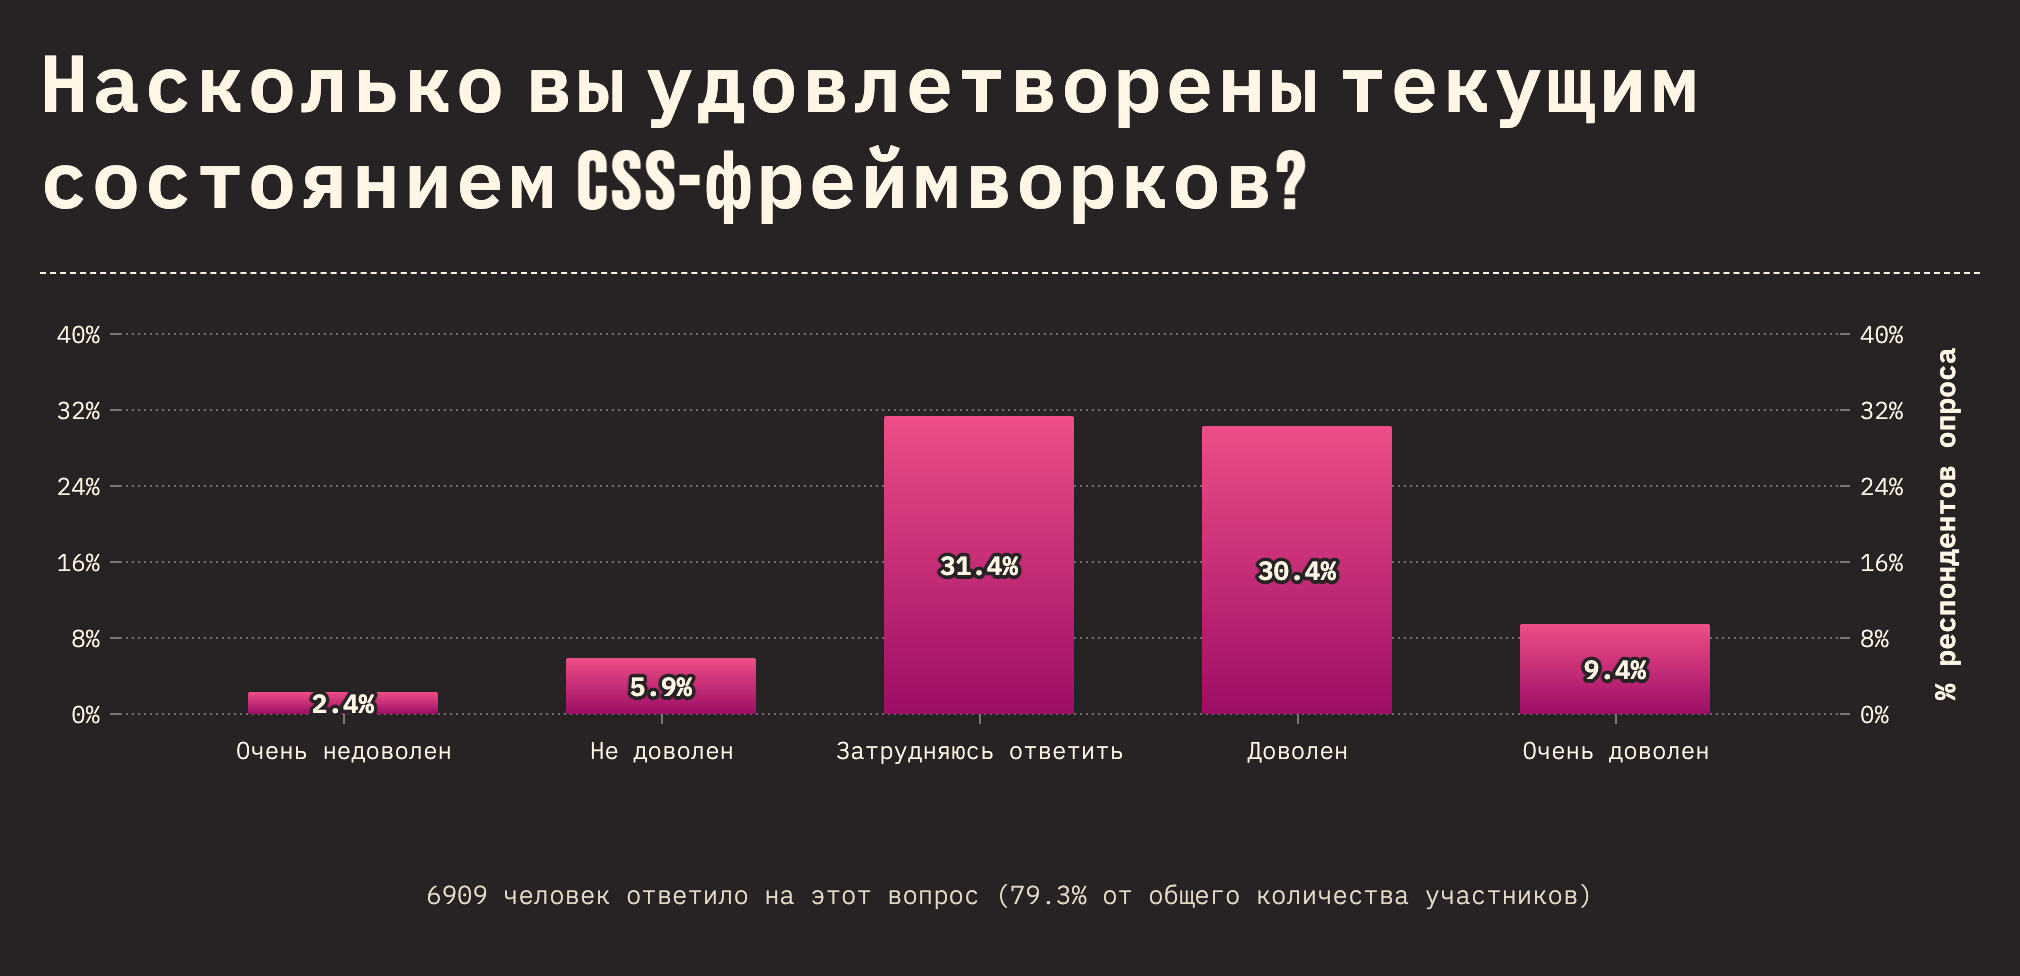 Насколько вы удовлетворены текущим
состоянием CSS-фреймворков?
40%
32%
24%
16%
8%
0%
40%
32%
24%
16%
8%
0%
% респондентов опроса
2.4%
5.9%
31.4%
30.4%
9.4%
Очень недоволен
Не доволен
Затрудняюсь ответить
Доволен
Очень доволен
6909 человек ответило на этот вопрос (79.3% от общего количества участников)